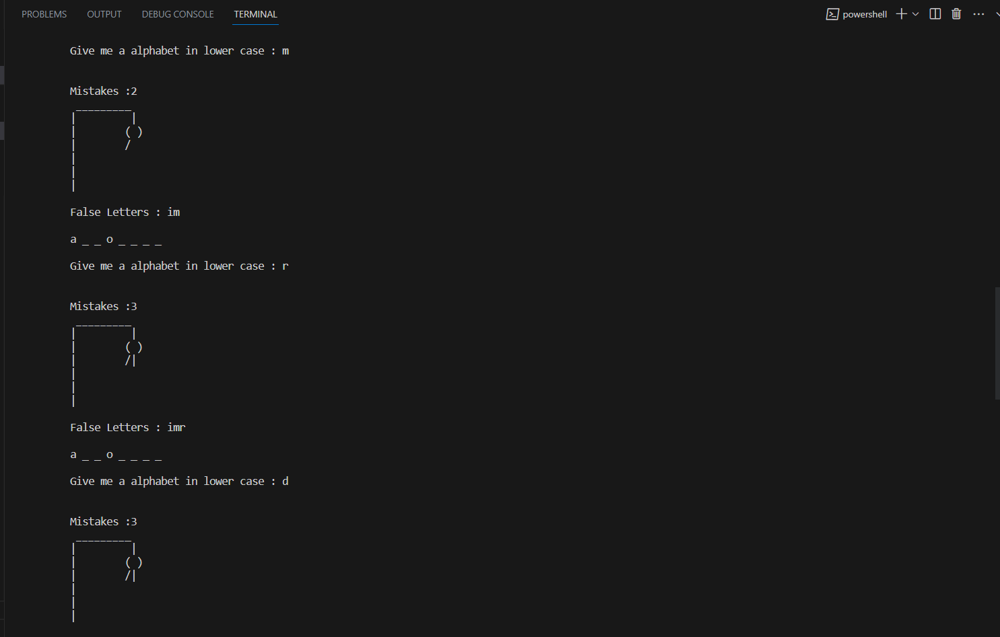 PROBLEMS OUTPUT DEBUG CONSOLE TERMINAL powershell
Give me a alphabet in lower case : m
Mistakes :2
 _________
|         |
|        ( )
|        /
|
|
|
False Letters : im
a _ _ o _ _ _ _
Give me a alphabet in lower case : r
Mistakes :3
 _________
|         |
|        ( )
|        /|
|
|
|
False Letters : imr
a _ _ o _ _ _ _
Give me a alphabet in lower case : d
Mistakes :3
 _________
|         |
|        ( )
|        /|
|
|
|